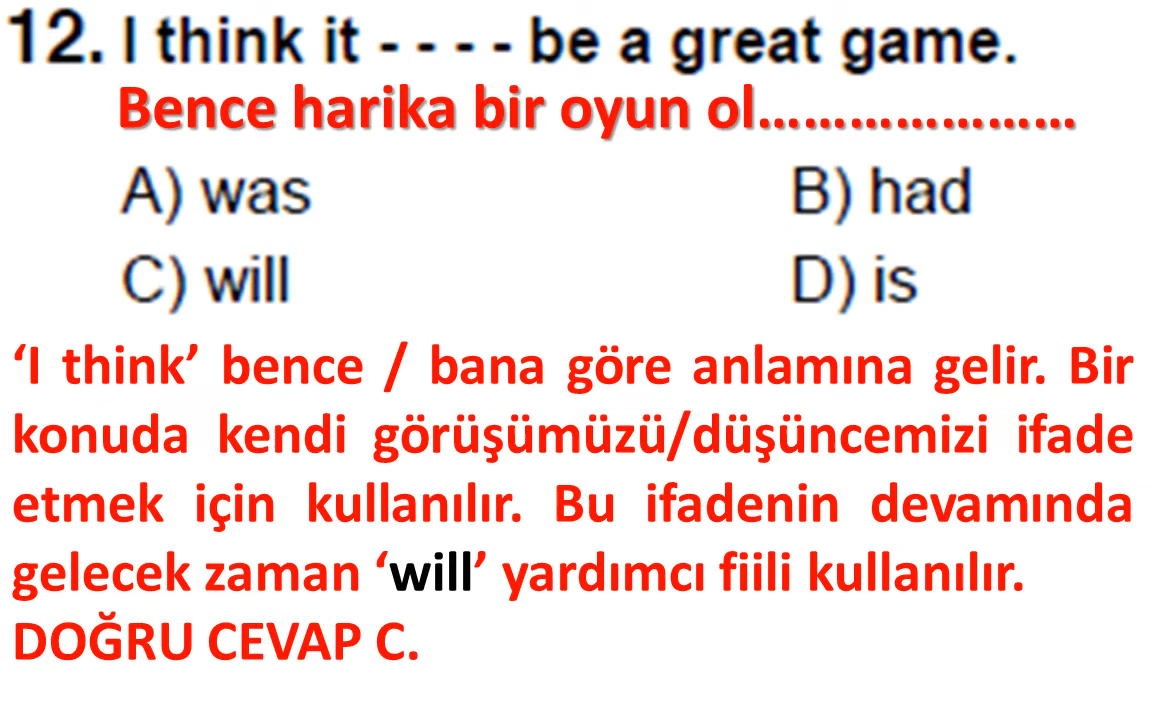 12. I think it - - - - be a great game.
Bence harika bir oyun ol.....................
A) was B) had
C) will D) is
‘I think’ bence / bana göre anlamına gelir. Bir
konuda kendi görüşümüzü/düşüncemizi ifade
etmek için kullanılır. Bu ifadenin devamında
gelecek zaman ‘will’ yardımcı fiili kullanılır.
DOĞRU CEVAP C.